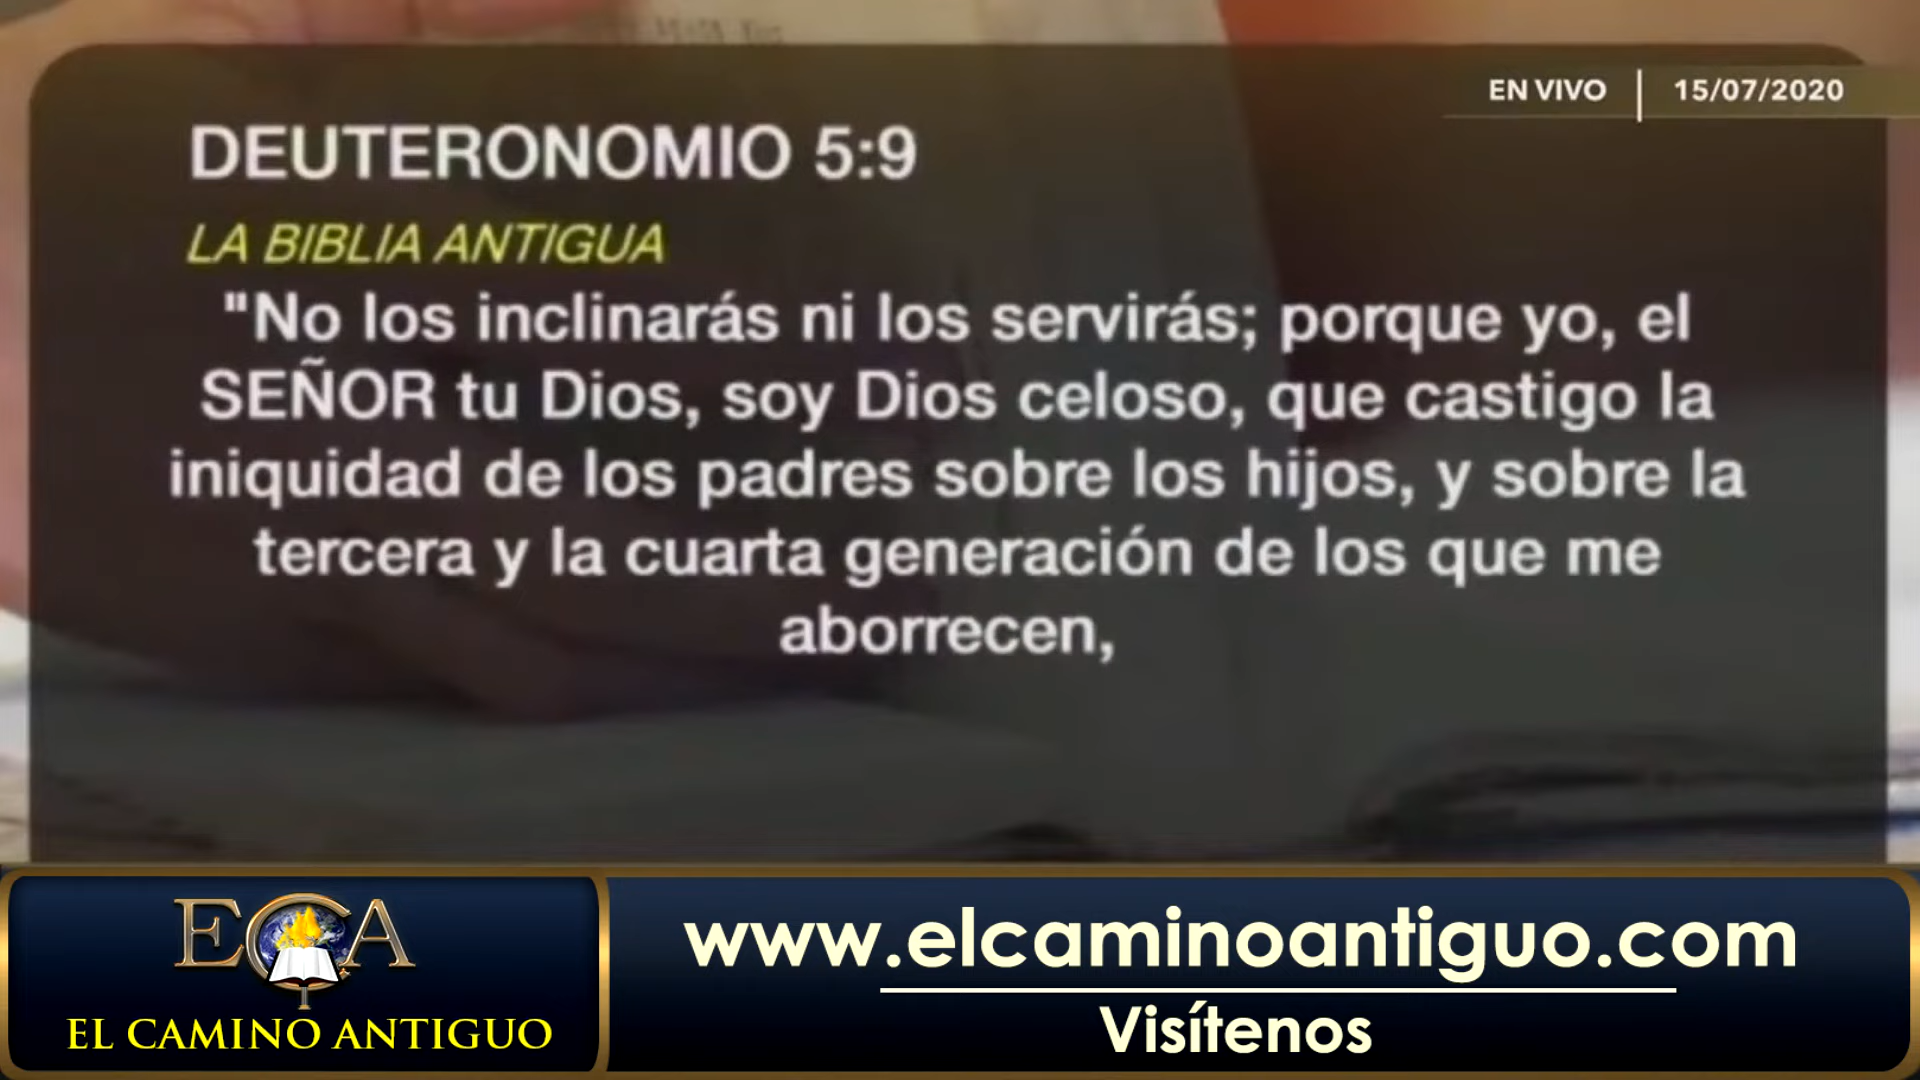 EN VIVO | 15/07/2020
DEUTERONOMIO 5:9
LA BIBLIA ANTIGUA
"No los inclinarás ni los servirás; porque yo, el
SEÑOR tu Dios, soy Dios celoso, que castigo la
iniquidad de los padres sobre los hijos, y sobre la
tercera y la cuarta generación de los que me
aborrecen,
ECA
EL CAMINO ANTIGUO
www.elcaminoantiguo.com
Visítenos